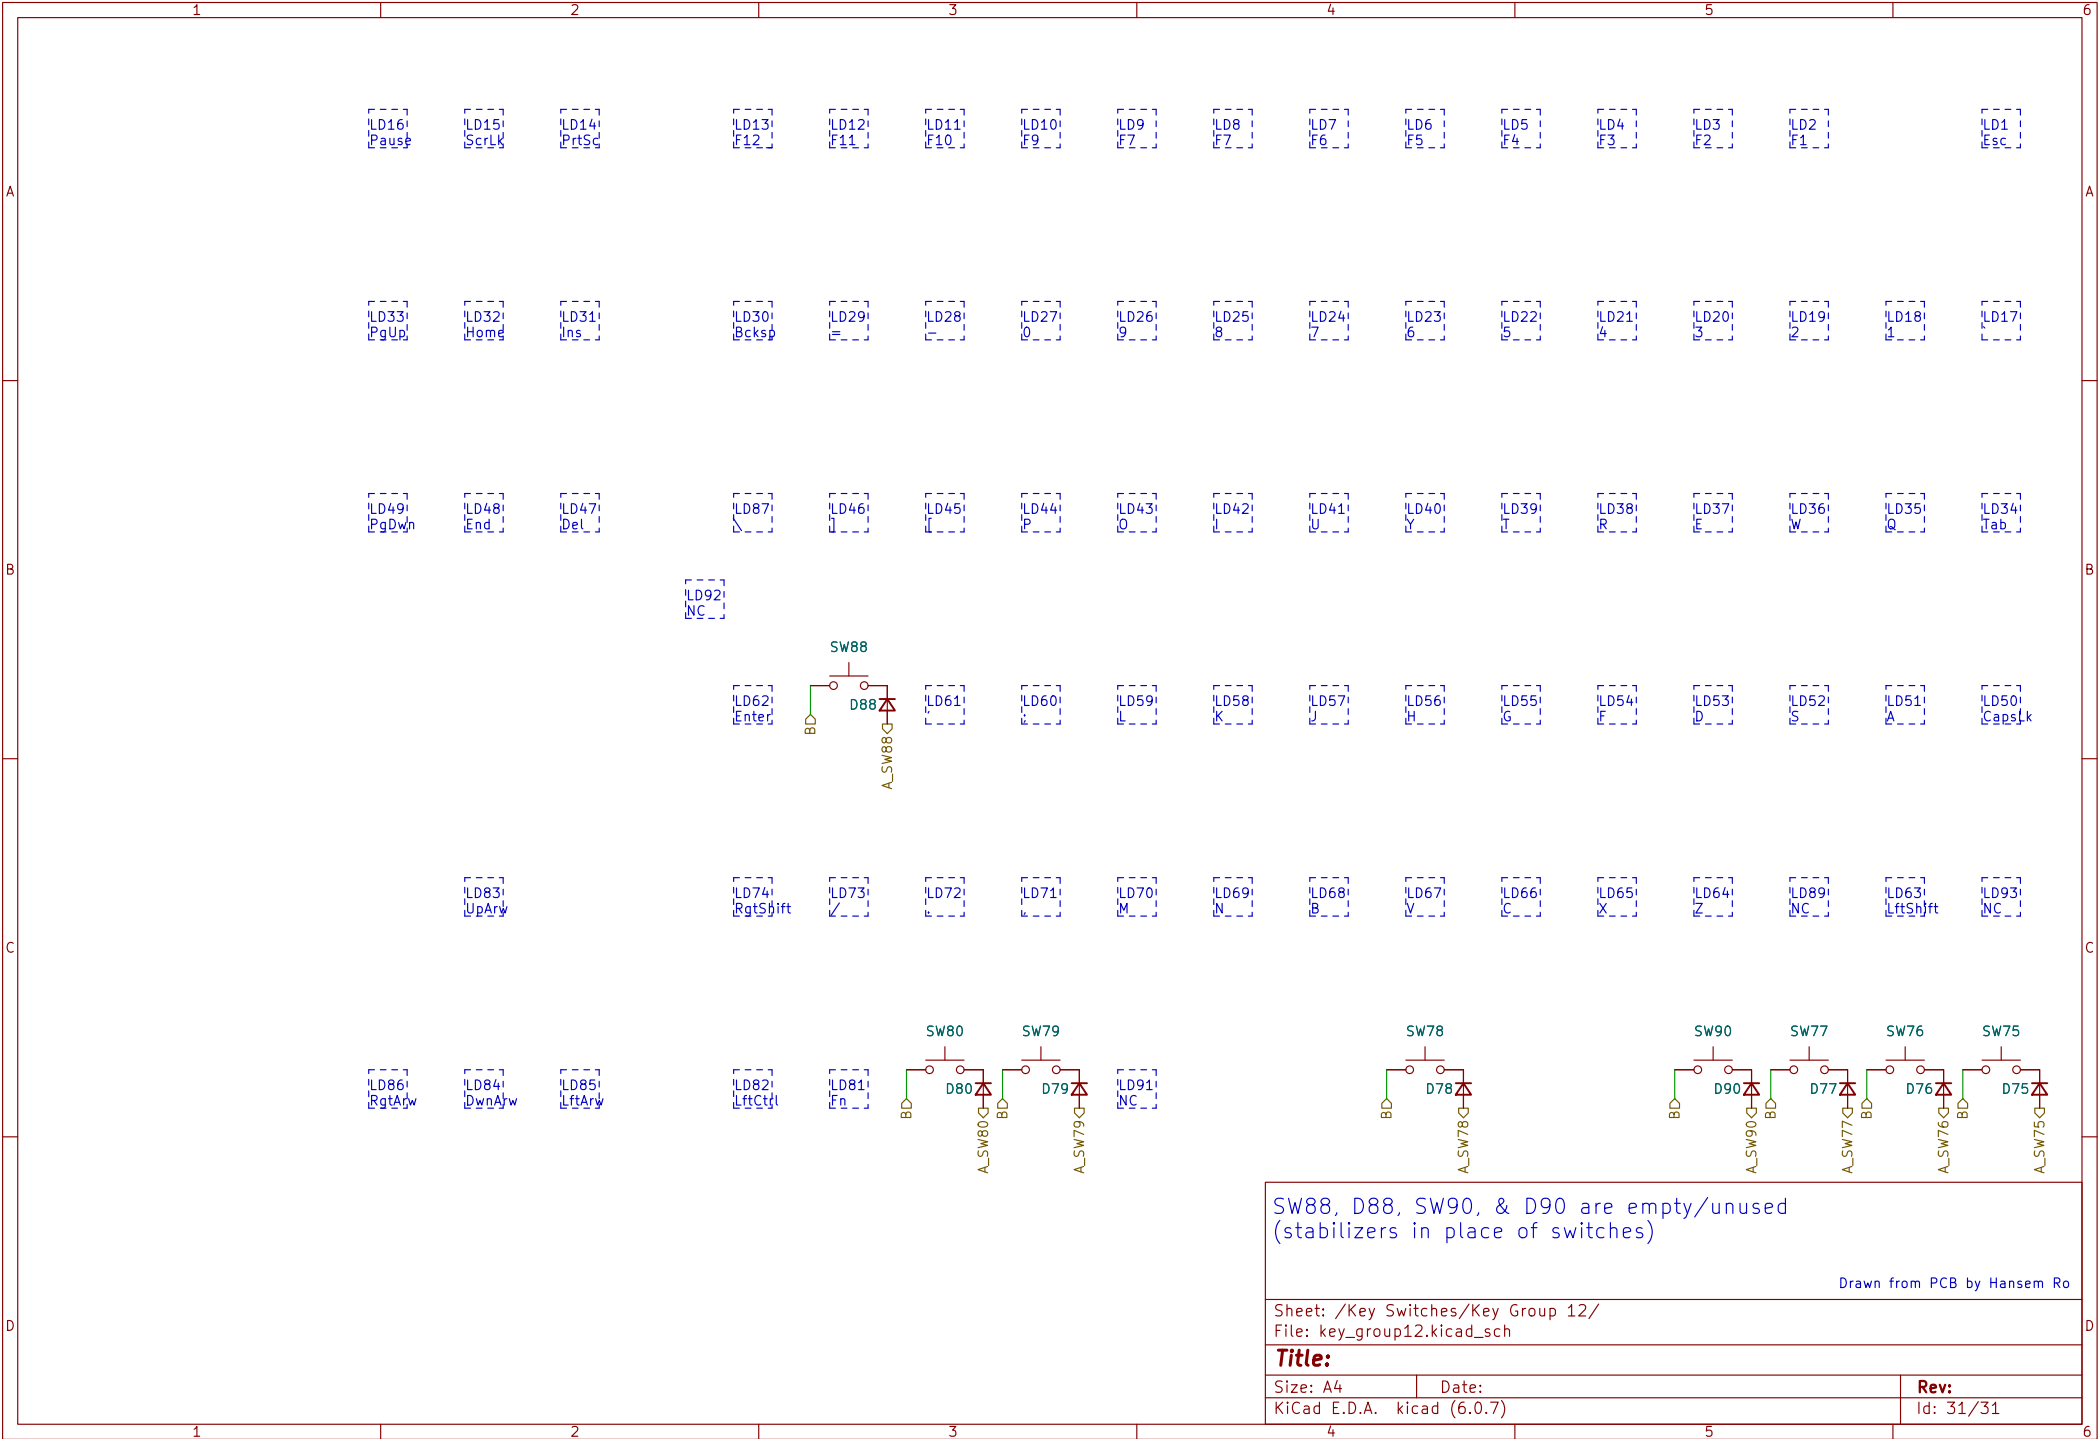 1 2 3 4 5 6
LD16 LD15 LD14 LD13 LD12 LD11 LD10 LD9 LD8 LD7 LD6 LD5 LD4 LD3 LD2 LD1
Pause ScrLk PrtSc F12 F11 F10 F9 F7 F7 F6 F5 F4 F3 F2 F1 Esc
A A
LD33 LD32 LD31 LD30 LD29 LD28 LD27 LD26 LD25 LD24 LD23 LD22 LD21 LD20 LD19 LD18 LD17
PgUp Home Ins Bcksp = - 0 9 8 7 6 5 4 3 2 1 `
LD49 LD48 LD47 LD87 LD46 LD45 LD44 LD43 LD42 LD41 LD40 LD39 LD38 LD37 LD36 LD35 LD34
PgDwn End Del \ ] [ P O I U Y T R E W Q Tab
B B
LD92
NC
SW88
LD62 D88 LD61 LD60 LD59 LD58 LD57 LD56 LD55 LD54 LD53 LD52 LD51 LD50
Enter ' ; L K J H G F D S A CapsLk
B A_SW88
LD83 LD74 LD73 LD72 LD71 LD70 LD69 LD68 LD67 LD66 LD65 LD64 LD89 LD63 LD93
UpArw RgtShift / . , M N B V C X Z NC LftShift NC
C C
SW80 SW79 SW78 SW90 SW77 SW76 SW75
LD86 LD84 LD85 LD82 LD81 D80 D79 LD91 D78 D90 D77 D76 D75
RgtArw DwnArw LftArw LftCtrl Fn NC
B A_SW80 B A_SW79 B A_SW78 B A_SW90 B A_SW77 B A_SW76 B A_SW75
SW88, D88, SW90, & D90 are empty/unused
(stabilizers in place of switches)
Drawn from PCB by Hansem Ro
Sheet: /Key Switches/Key Group 12/
File: key_group12.kicad_sch
D D
Title:
Size: A4 Date: Rev:
KiCad E.D.A. kicad (6.0.7) Id: 31/31
1 2 3 4 5 6